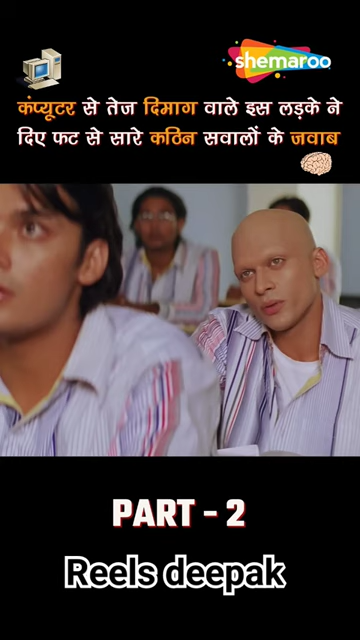 shemaroo
कंप्यूटर से तेज दिमाग वाले इस लड़के ने
दिए फट से सारे कठिन सवालों के जवाब
PART - 2
Reels deepak